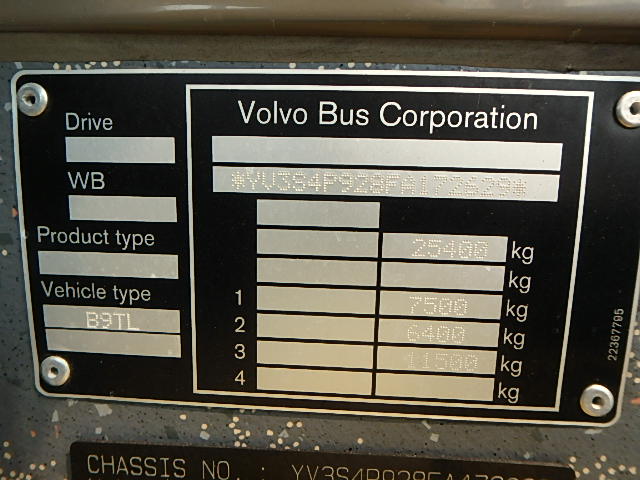 Volvo Bus Corporation
Drive
*YV3S4P928FA172629*
WB
25400 kg
Product type
kg
Vehicle type
1 7500 kg
B9TL
2 6400 kg
3 11500 kg
4 kg
22367795
CHASSIS NO. :